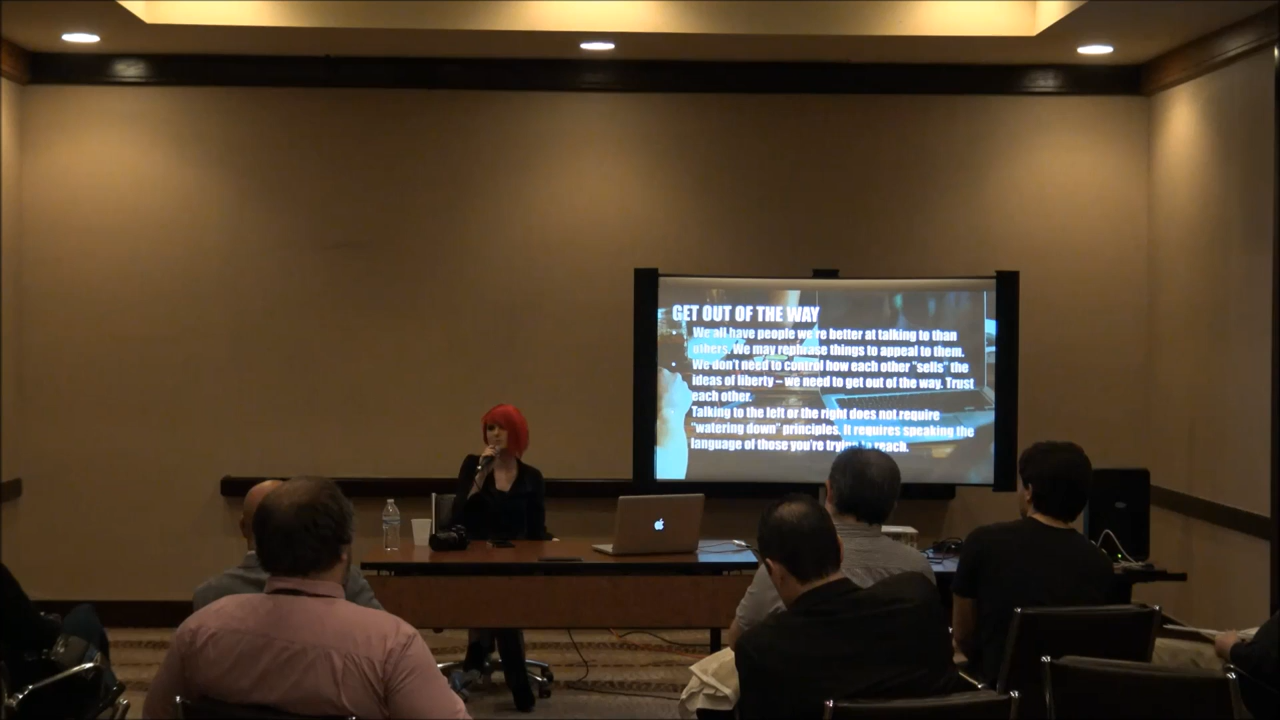 GET OUT OF THE WAY
We all have people we're better at talking to than
others. We may rephrase things to appeal to them.
We don't need to control how each other "sells" the
ideas of liberty – we need to get out of the way. Trust
each other.
Talking to the left or the right does not require
"watering down" principles. It requires speaking the
language of those you're trying to reach.